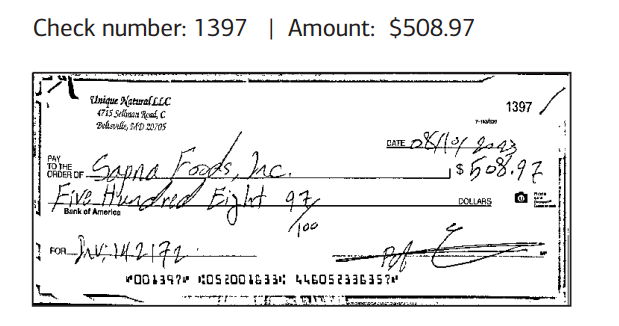 Check number: 1397 | Amount: $508.97
Unique Natural LLC
4715 Sellman Road, C
Beltsville, MD 20705
1397
DATE 08/10/2023
PAY TO THE ORDER OF Sapna Foods, Inc. $508.97
Five Hundred Eight 97/100 DOLLARS
Bank of America
FOR Inv: 142172
⑈001397⑈ ⑆052001633⑆ 446052336357⑈